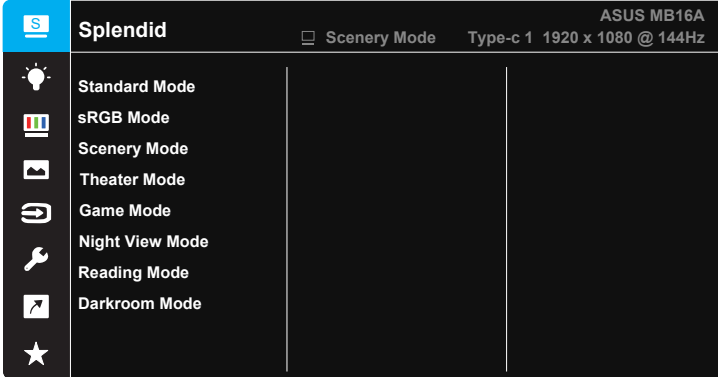 S
Splendid
ASUS MB16A
Scenery Mode
Type-c 1 1920 x 1080 @ 144Hz
Standard Mode
sRGB Mode
Scenery Mode
Theater Mode
Game Mode
Night View Mode
Reading Mode
Darkroom Mode